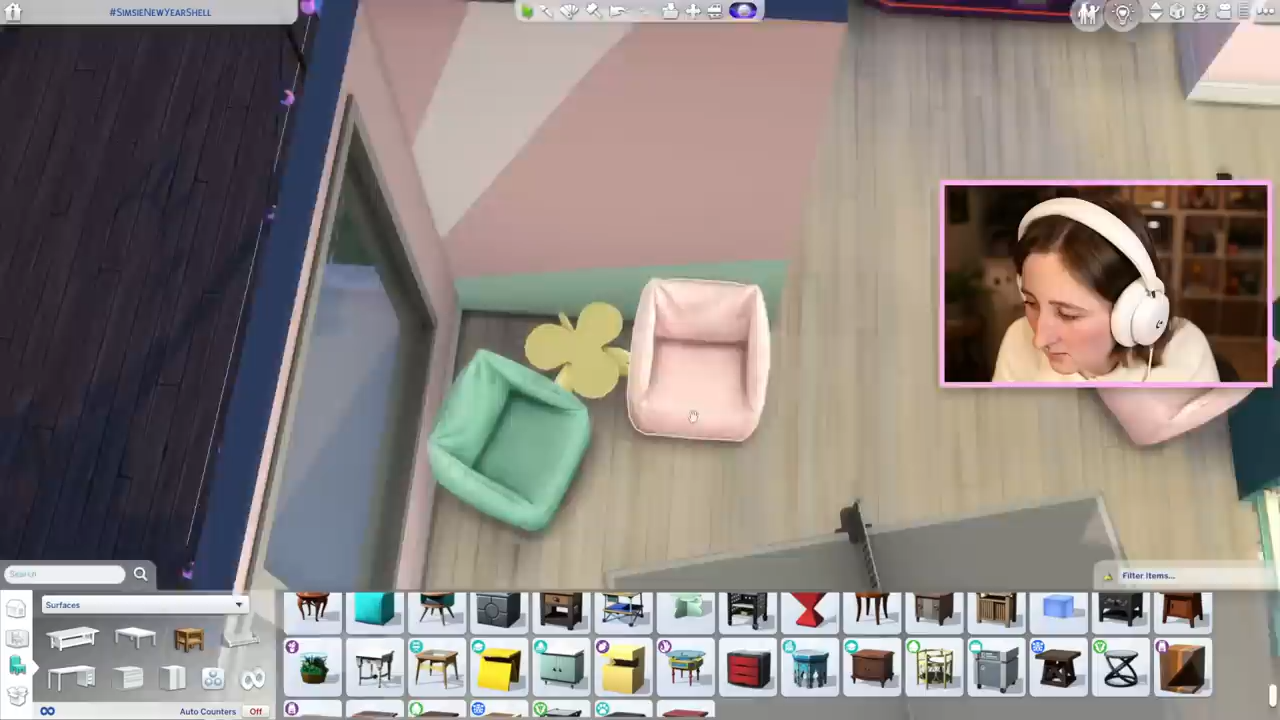 #SIMSIENEWYEARSHELL
Search
Filter Items...
Surfaces
Auto Counters Off